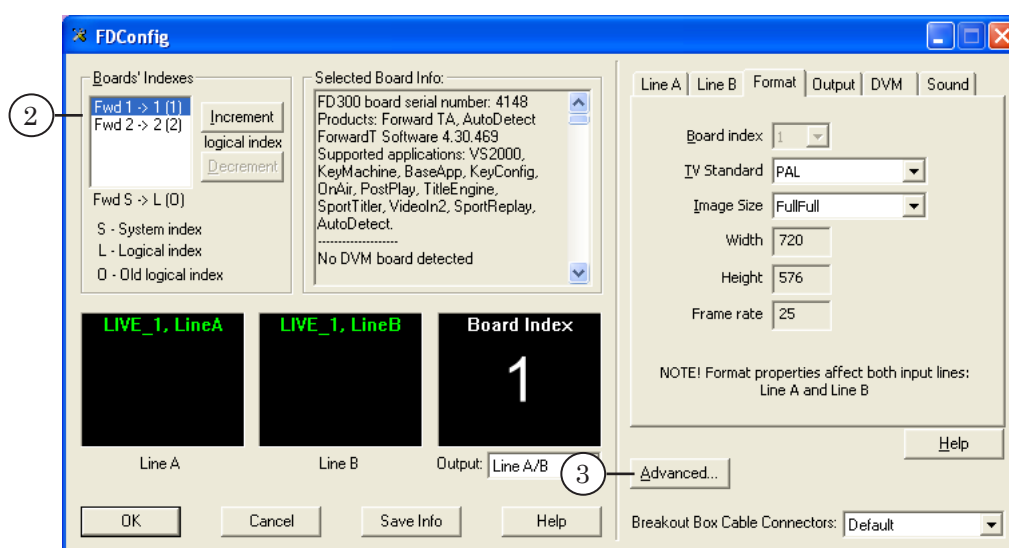 FDConfig
Boards' Indexes
Fwd 1 -> 1 (1)
Fwd 2 -> 2 (2)
Increment
logical index
Decrement
Fwd S -> L (O)
S - System index
L - Logical index
O - Old logical index
2
Selected Board Info:
FD300 board serial number: 4148
Products: Forward TA, AutoDetect
ForwardT Software 4.30.469
Supported applications: VS2000,
KeyMachine, BaseApp, KeyConfig,
OnAir, PostPlay, TitleEngine,
SportTitler, VideoIn2, SportReplay,
AutoDetect.
--------------------
No DVM board detected
Line A Line B Format Output DVM Sound
Board index 1
TV Standard PAL
Image Size FullFull
Width 720
Height 576
Frame rate 25
NOTE! Format properties affect both input lines:
Line A and Line B
Help
LIVE_1, LineA
LIVE_1, LineB
Board Index
1
Line A
Line B
Output: Line A/B
3
Advanced...
OK
Cancel
Save Info
Help
Breakout Box Cable Connectors: Default